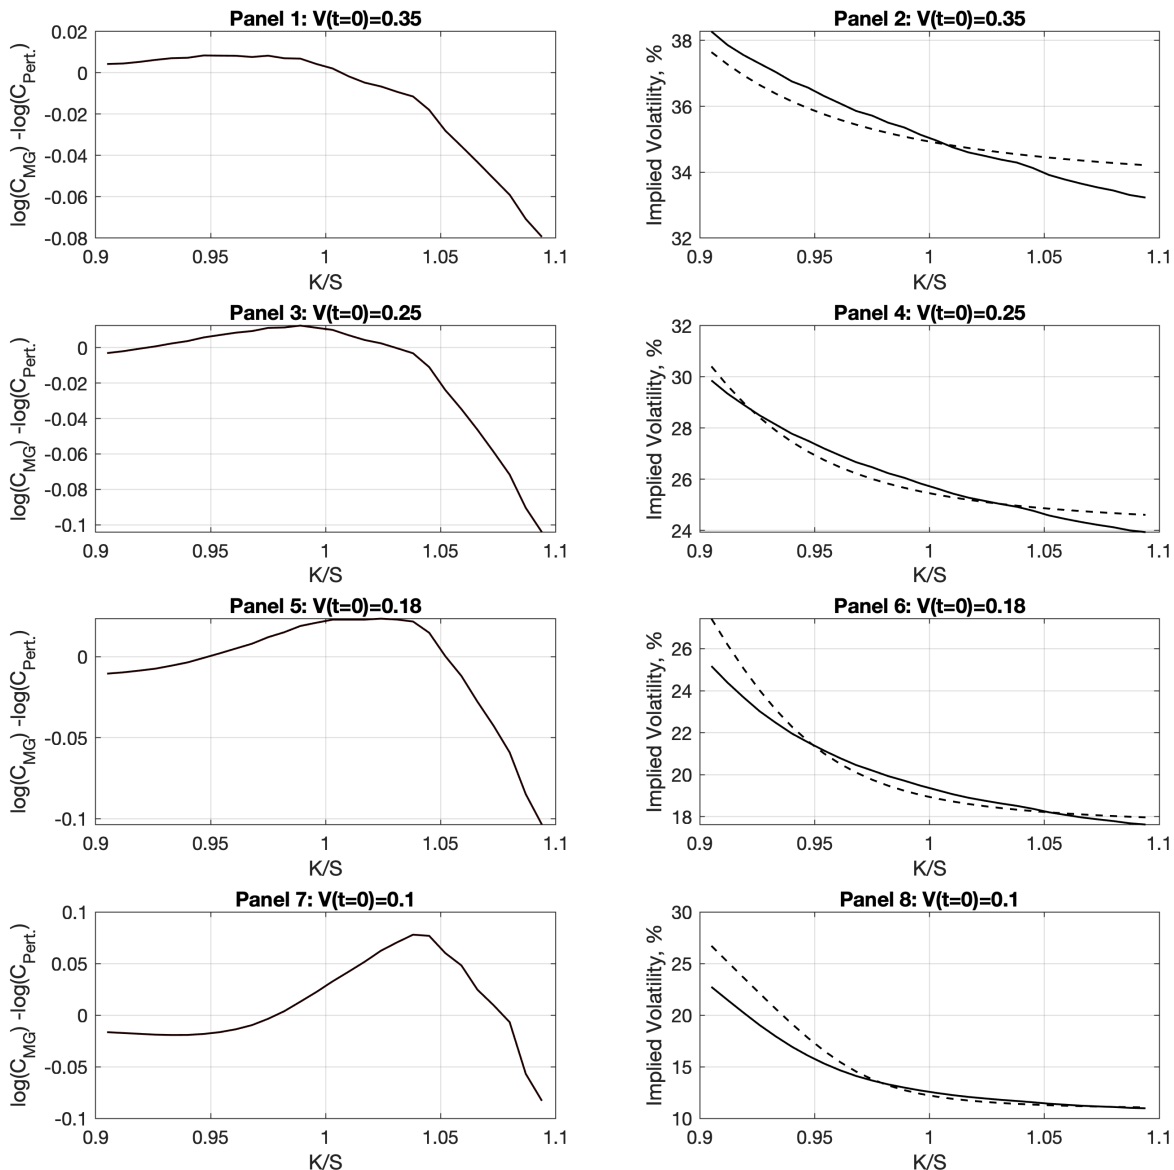 Panel 1: V(t=0)=0.35
log(C_MG) -log(C_Pert.)
0.02
0
-0.02
-0.04
-0.06
-0.08
0.9 0.95 1 1.05 1.1
K/S
Panel 2: V(t=0)=0.35
Implied Volatility, %
38
36
34
32
0.9 0.95 1 1.05 1.1
K/S
Panel 3: V(t=0)=0.25
log(C_MG) -log(C_Pert.)
0
-0.02
-0.04
-0.06
-0.08
-0.1
0.9 0.95 1 1.05 1.1
K/S
Panel 4: V(t=0)=0.25
Implied Volatility, %
32
30
28
26
24
0.9 0.95 1 1.05 1.1
K/S
Panel 5: V(t=0)=0.18
log(C_MG) -log(C_Pert.)
0
-0.05
-0.1
0.9 0.95 1 1.05 1.1
K/S
Panel 6: V(t=0)=0.18
Implied Volatility, %
26
24
22
20
18
0.9 0.95 1 1.05 1.1
K/S
Panel 7: V(t=0)=0.1
log(C_MG) -log(C_Pert.)
0.1
0.05
0
-0.05
-0.1
0.9 0.95 1 1.05 1.1
K/S
Panel 8: V(t=0)=0.1
Implied Volatility, %
30
25
20
15
10
0.9 0.95 1 1.05 1.1
K/S